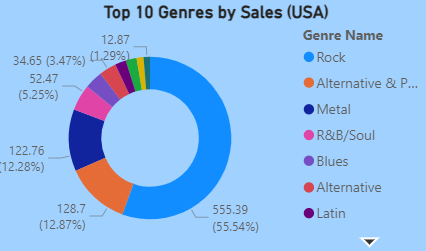 Top 10 Genres by Sales (USA)
12.87
(1.29%)
34.65 (3.47%)
52.47
(5.25%)
122.76
(12.28%)
128.7
(12.87%)
555.39
(55.54%)
Genre Name
Rock
Alternative & P...
Metal
R&B/Soul
Blues
Alternative
Latin